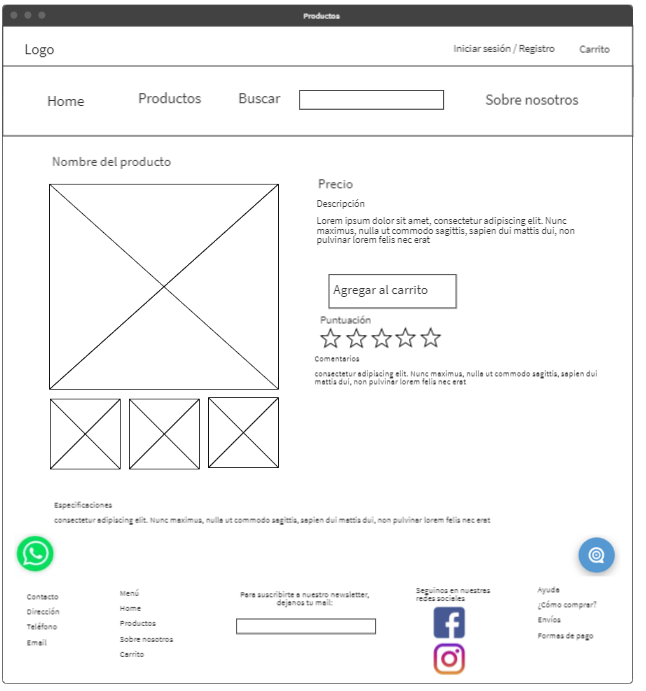 Productos
Logo
Iniciar sesión / Registro
Carrito
Home
Productos
Buscar
Sobre nosotros
Nombre del producto
Precio
Descripción
Lorem ipsum dolor sit amet, consectetur adipiscing elit. Nunc
maximus, nulla ut commodo sagittis, sapien dui mattis dui, non
pulvinar lorem felis nec erat
Agregar al carrito
Puntuación
Comentarios
consectetur adipiscing elit. Nunc maximus, nulla ut commodo sagittis, sapien dui
mattis dui, non pulvinar lorem felis nec erat
Especificaciones
consectetur adipiscing elit. Nunc maximus, nulla ut commodo sagittis, sapien dui mattis dui, non pulvinar lorem felis nec erat
Contacto
Dirección
Teléfono
Email
Menú
Home
Productos
Sobre nosotros
Carrito
Para suscribirte a nuestro newsletter,
dejanos tu mail:
Seguinos en nuestras
redes sociales
Ayuda
¿Cómo comprar?
Envíos
Formas de pago